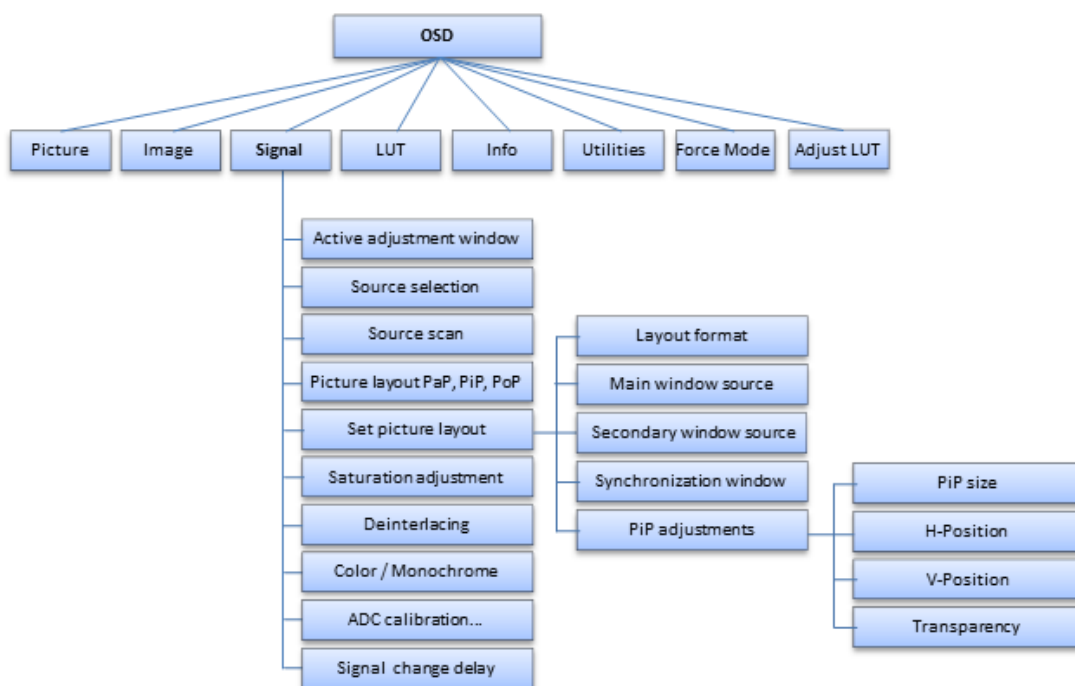 OSD
Picture
Image
Signal
LUT
Info
Utilities
Force Mode
Adjust LUT
Active adjustment window
Source selection
Source scan
Picture layout PaP, PiP, PoP
Set picture layout
Saturation adjustment
Deinterlacing
Color / Monochrome
ADC calibration...
Signal change delay
Layout format
Main window source
Secondary window source
Synchronization window
PiP adjustments
PiP size
H-Position
V-Position
Transparency